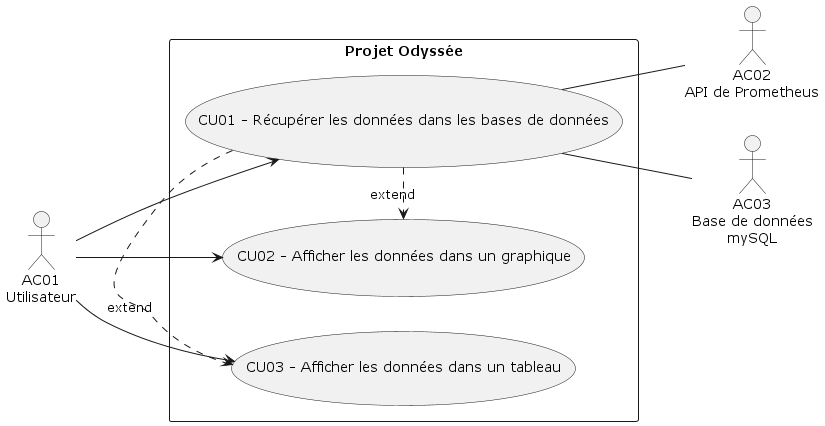 Projet Odyssée
AC02
API de Prometheus
CU01 - Récupérer les données dans les bases de données
AC03
Base de données
mySQL
extend
CU02 - Afficher les données dans un graphique
AC01
Utilisateur
extend
CU03 - Afficher les données dans un tableau